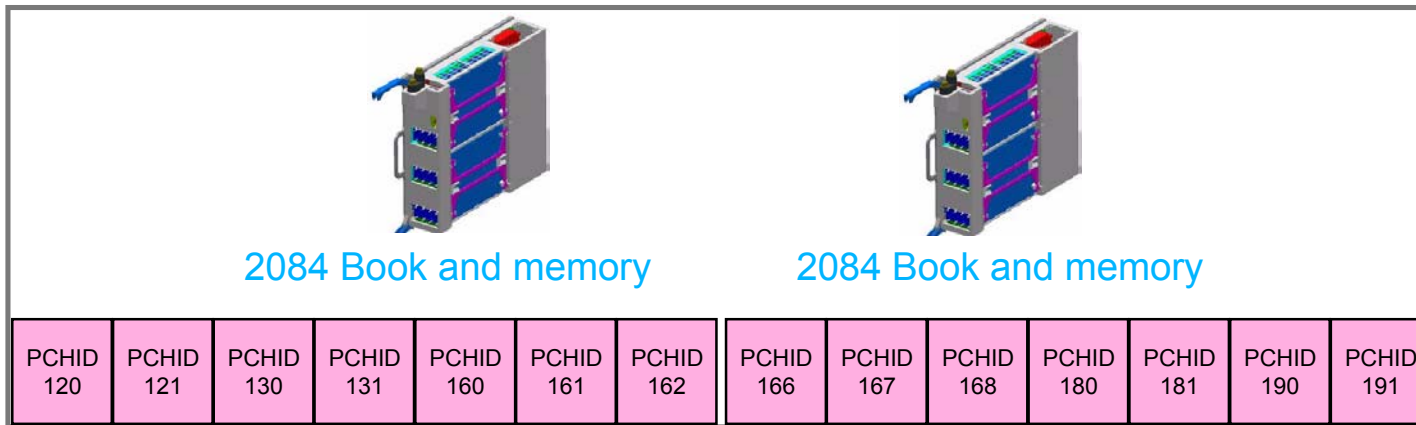 2084 Book and memory 2084 Book and memory
PCHID PCHID PCHID PCHID PCHID PCHID PCHID PCHID PCHID PCHID PCHID PCHID PCHID PCHID
120 121 130 131 160 161 162 166 167 168 180 181 190 191